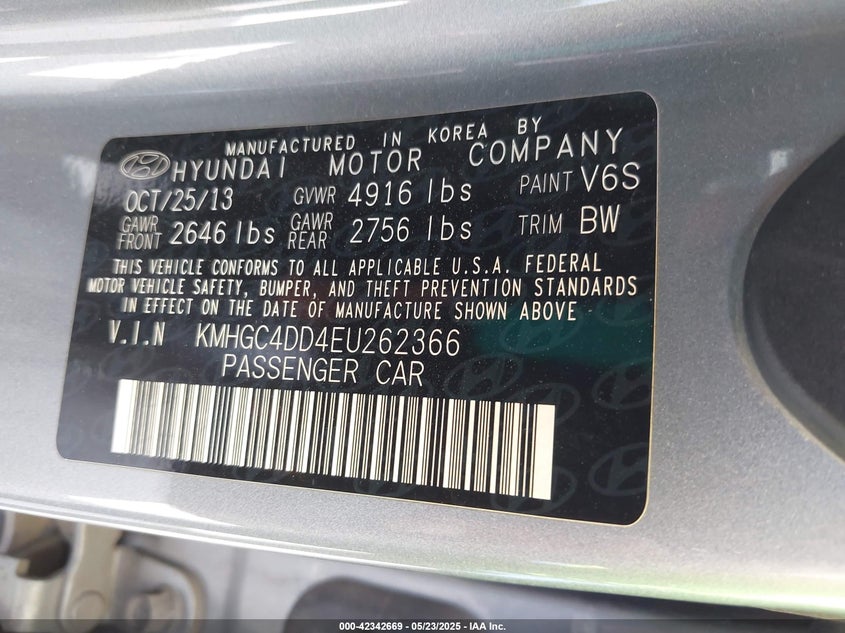 MANUFACTURED IN KOREA BY
HYUNDAI MOTOR COMPANY
OCT/25/13 GVWR 4916 lbs PAINT V6S
GAWR FRONT 2646 lbs GAWR REAR 2756 lbs TRIM BW
THIS VEHICLE CONFORMS TO ALL APPLICABLE U.S.A. FEDERAL
MOTOR VEHICLE SAFETY, BUMPER, AND THEFT PREVENTION STANDARDS
IN EFFECT ON THE DATE OF MANUFACTURE SHOWN ABOVE
V.I.N KMHGC4DD4EU262366
PASSENGER CAR
000-42342669 - 05/23/2025 - IAA Inc.